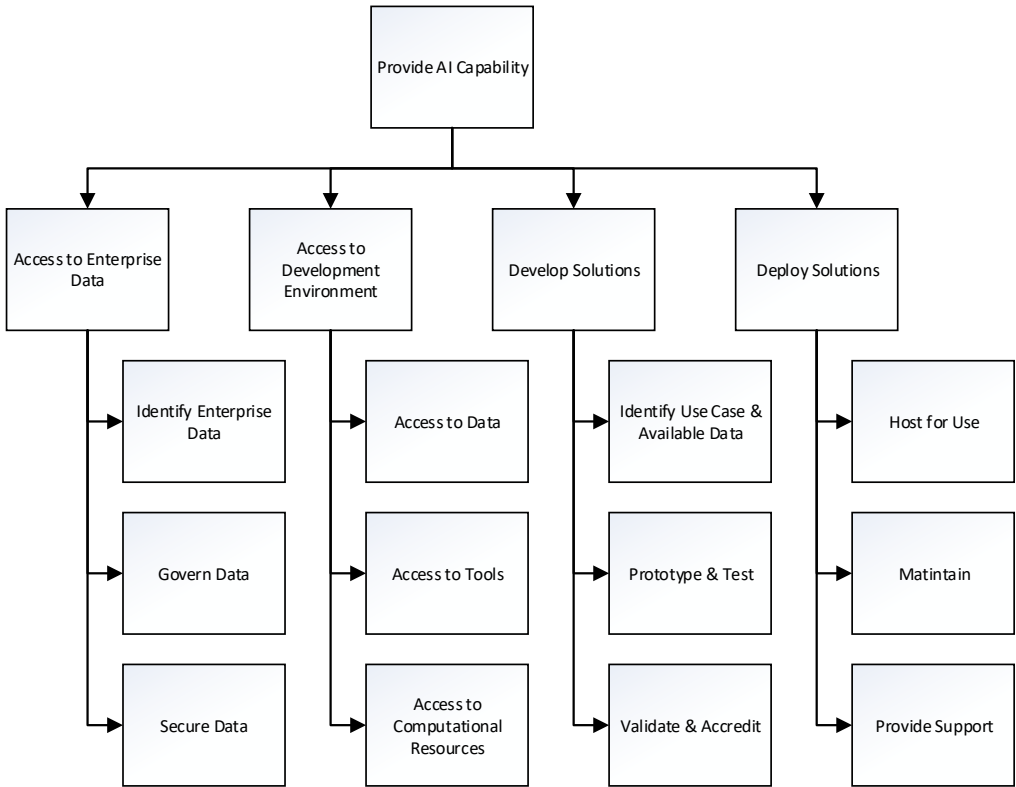 Provide AI Capability
Access to Enterprise
Data
Access to
Development
Environment
Develop Solutions
Deploy Solutions
Identify Enterprise
Data
Access to Data
Identify Use Case &
Available Data
Host for Use
Govern Data
Access to Tools
Prototype & Test
Matintain
Secure Data
Access to
Computational
Resources
Validate & Accredit
Provide Support